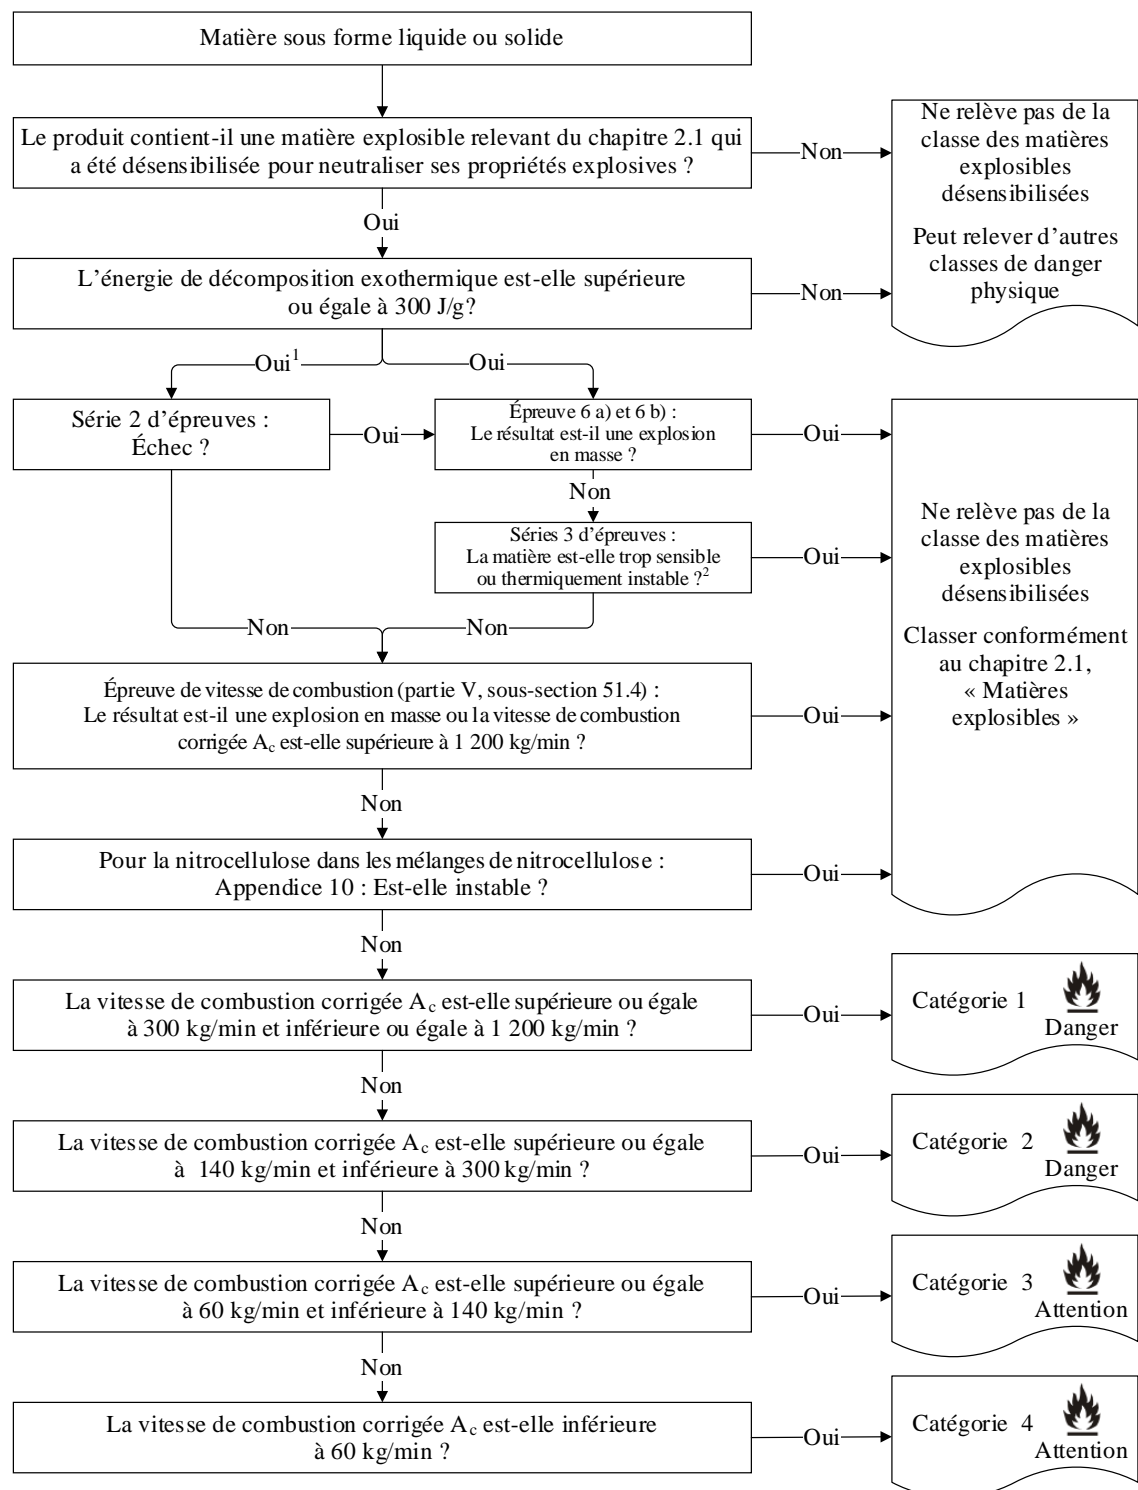 Matière sous forme liquide ou solide
Le produit contient-il une matière explosible relevant du chapitre 2.1 qui
a été désensibilisée pour neutraliser ses propriétés explosives ?
Non
Ne relève pas de la
classe des matières
explosibles
désensibilisées
Peut relever d'autres
classes de danger
physique
Oui
L'énergie de décomposition exothermique est-elle supérieure
ou égale à 300 J/g?
Non
Oui¹
Oui
Série 2 d'épreuves :
Échec ?
Oui
Épreuve 6 a) et 6 b) :
Le résultat est-il une explosion
en masse ?
Oui
Non
Séries 3 d'épreuves :
La matière est-elle trop sensible
ou thermiquement instable ?²
Oui
Ne relève pas de la
classe des matières
explosibles
désensibilisées
Classer conformément
au chapitre 2.1,
« Matières
explosibles »
Non
Non
Épreuve de vitesse de combustion (partie V, sous-section 51.4) :
Le résultat est-il une explosion en masse ou la vitesse de combustion
corrigée Ac est-elle supérieure à 1 200 kg/min ?
Oui
Non
Pour la nitrocellulose dans les mélanges de nitrocellulose :
Appendice 10 : Est-elle instable ?
Oui
Non
La vitesse de combustion corrigée Ac est-elle supérieure ou égale
à 300 kg/min et inférieure ou égale à 1 200 kg/min ?
Oui
Catégorie 1
Danger
Non
La vitesse de combustion corrigée Ac est-elle supérieure ou égale
à 140 kg/min et inférieure à 300 kg/min ?
Oui
Catégorie 2
Danger
Non
La vitesse de combustion corrigée Ac est-elle supérieure ou égale
à 60 kg/min et inférieure à 140 kg/min ?
Oui
Catégorie 3
Attention
Non
La vitesse de combustion corrigée Ac est-elle inférieure
à 60 kg/min ?
Oui
Catégorie 4
Attention